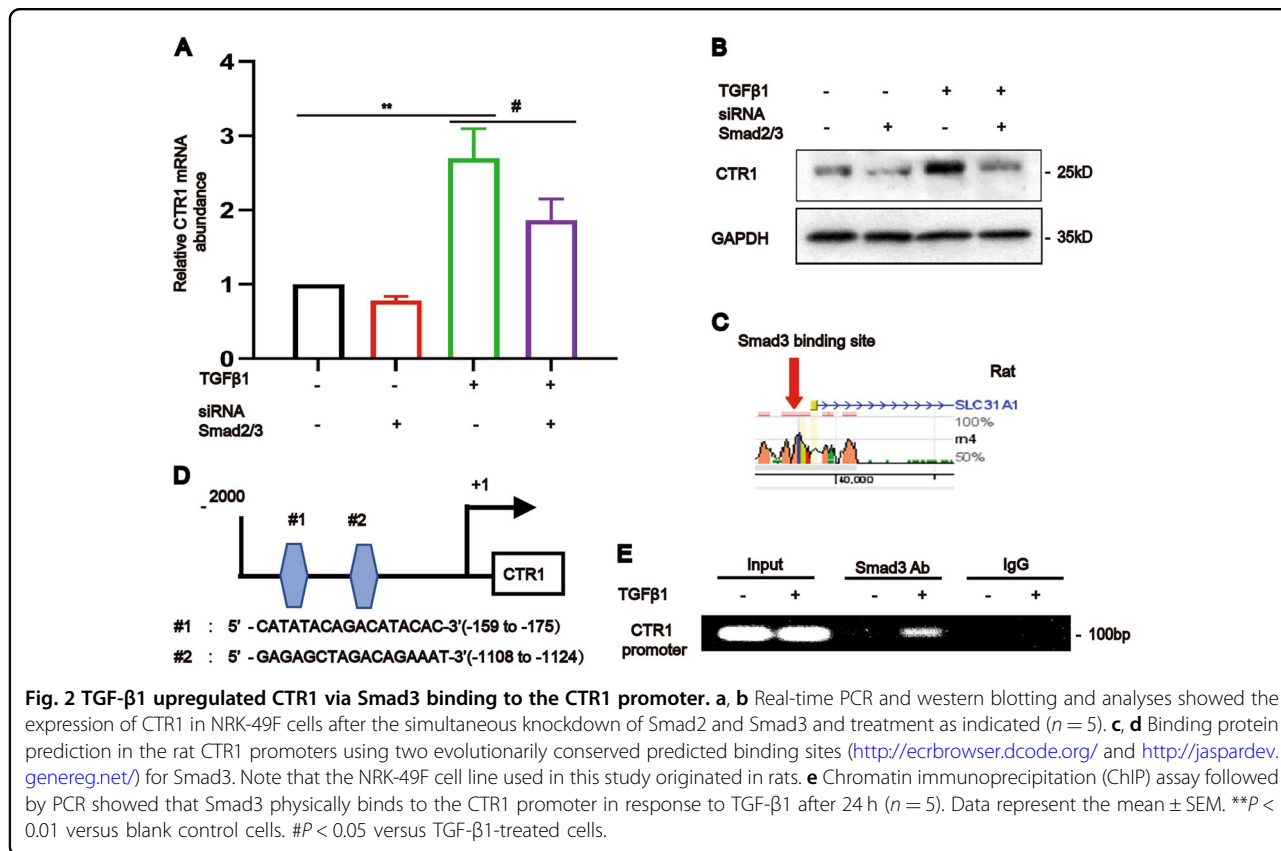 A
Relative CTR1 mRNA
abundance
4
3
2
1
0
** #
TGFβ1 - - + +
siRNA
Smad2/3 - + - +
B
TGFβ1 - - + +
siRNA
Smad2/3 - + - +
CTR1 - 25kD
GAPDH - 35kD
C
Smad3 binding site
Rat
SLC31A1
100%
rn4
50%
40,000
D
- 2000 +1
#1 #2
CTR1
#1 : 5' -CATATACAGACATACAC-3'(-159 to -175)
#2 : 5' -GAGAGCTAGACAGAAAT-3'(-1108 to -1124)
E
Input Smad3 Ab IgG
TGFβ1 - + - + - +
CTR1
promoter - 100bp
Fig. 2 TGF-β1 upregulated CTR1 via Smad3 binding to the CTR1 promoter. a, b Real-time PCR and western blotting and analyses showed the
expression of CTR1 in NRK-49F cells after the simultaneous knockdown of Smad2 and Smad3 and treatment as indicated (n = 5). c, d Binding protein
prediction in the rat CTR1 promoters using two evolutionarily conserved predicted binding sites (http://ecrbrowser.dcode.org/ and http://jaspardev.
genereg.net/) for Smad3. Note that the NRK-49F cell line used in this study originated in rats. e Chromatin immunoprecipitation (ChIP) assay followed
by PCR showed that Smad3 physically binds to the CTR1 promoter in response to TGF-β1 after 24 h (n = 5). Data represent the mean ± SEM. **P <
0.01 versus blank control cells. #P < 0.05 versus TGF-β1-treated cells.